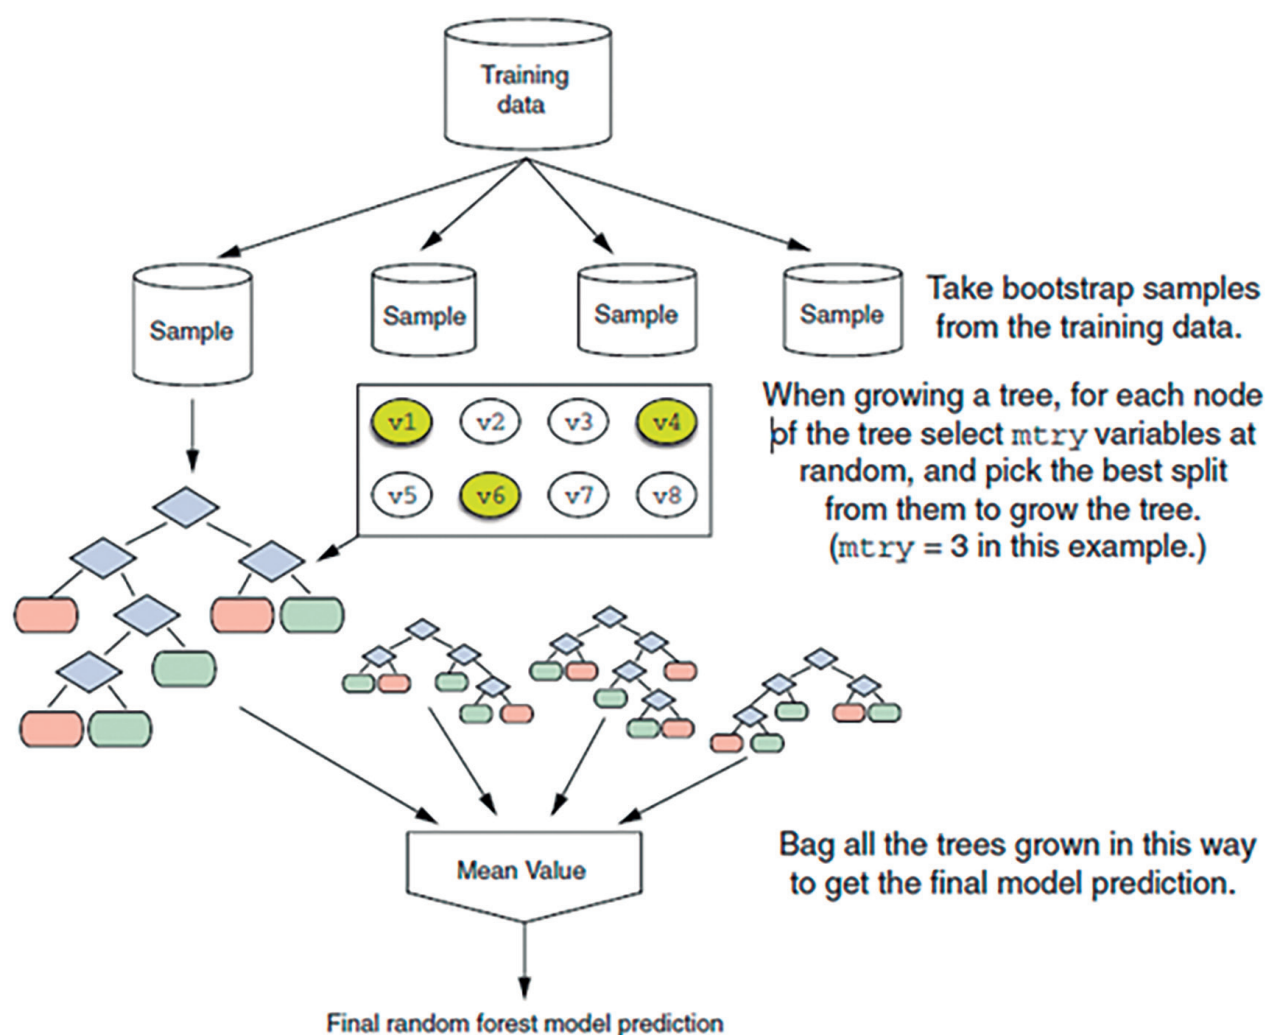 Training
data
Sample
Sample
Sample
Sample
Take bootstrap samples
from the training data.
v1
v2
v3
v4
v5
v6
v7
v8
When growing a tree, for each node
of the tree select mtry variables at
random, and pick the best split
from them to grow the tree.
(mtry = 3 in this example.)
Mean Value
Bag all the trees grown in this way
to get the final model prediction.
Final random forest model prediction